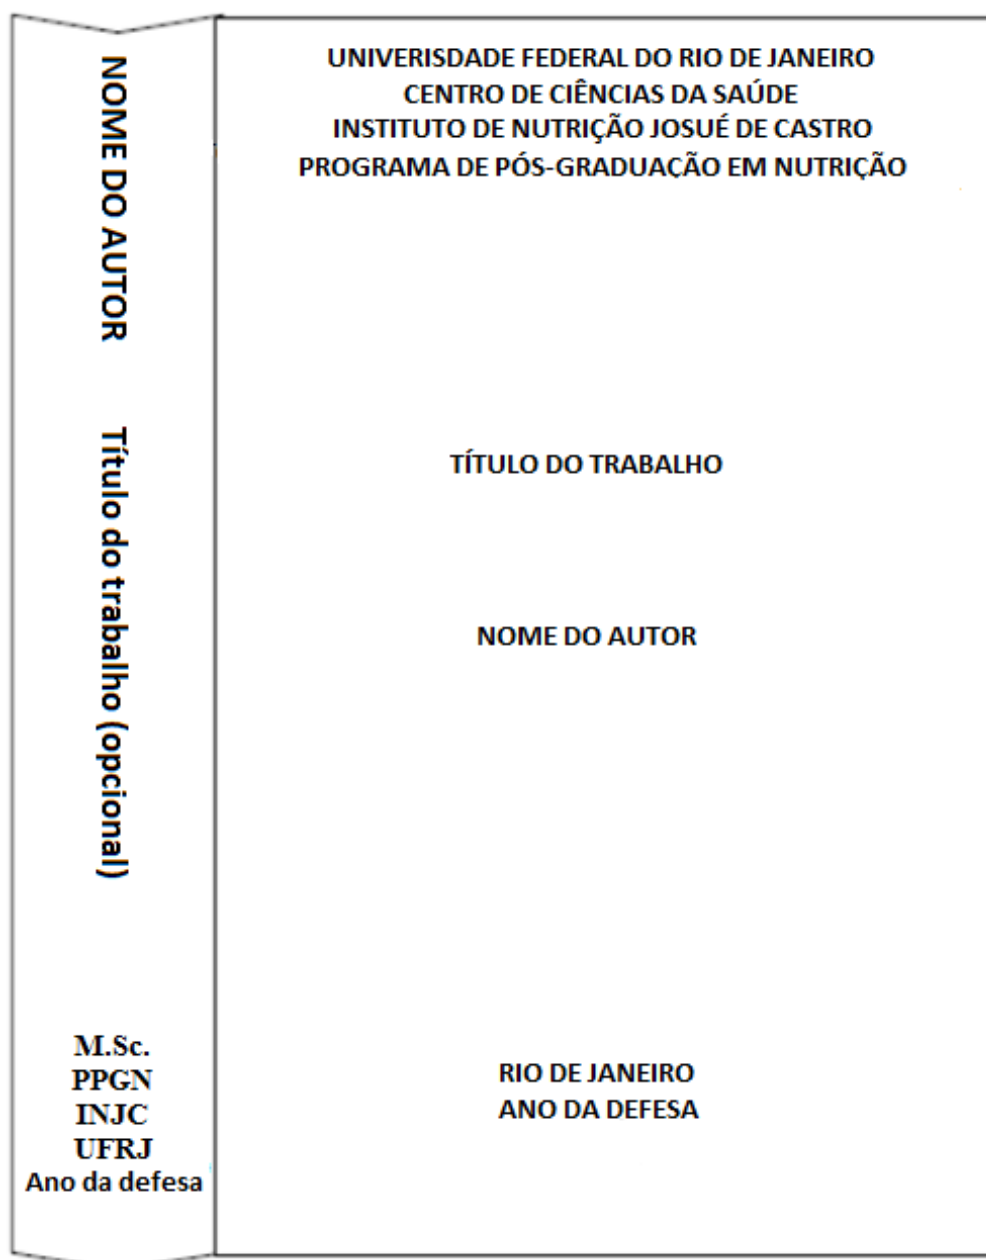 NOME DO AUTOR
Título do trabalho (opcional)
M.Sc.
PPGN
INJC
UFRJ
Ano da defesa
UNIVERISDADE FEDERAL DO RIO DE JANEIRO
CENTRO DE CIÊNCIAS DA SAÚDE
INSTITUTO DE NUTRIÇÃO JOSUÉ DE CASTRO
PROGRAMA DE PÓS-GRADUAÇÃO EM NUTRIÇÃO
TÍTULO DO TRABALHO
NOME DO AUTOR
RIO DE JANEIRO
ANO DA DEFESA